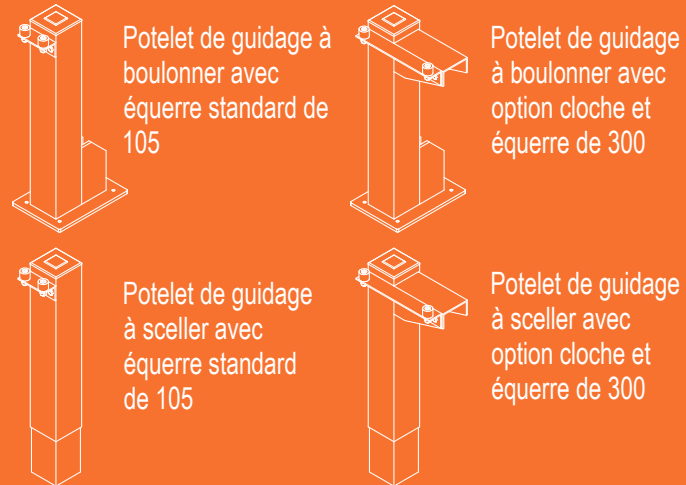 Potelet de guidage à
boulonner avec
équerre standard de
105
Potelet de guidage
à boulonner avec
option cloche et
équerre de 300
Potelet de guidage
à sceller avec
équerre standard
de 105
Potelet de guidage
à sceller avec
option cloche et
équerre de 300